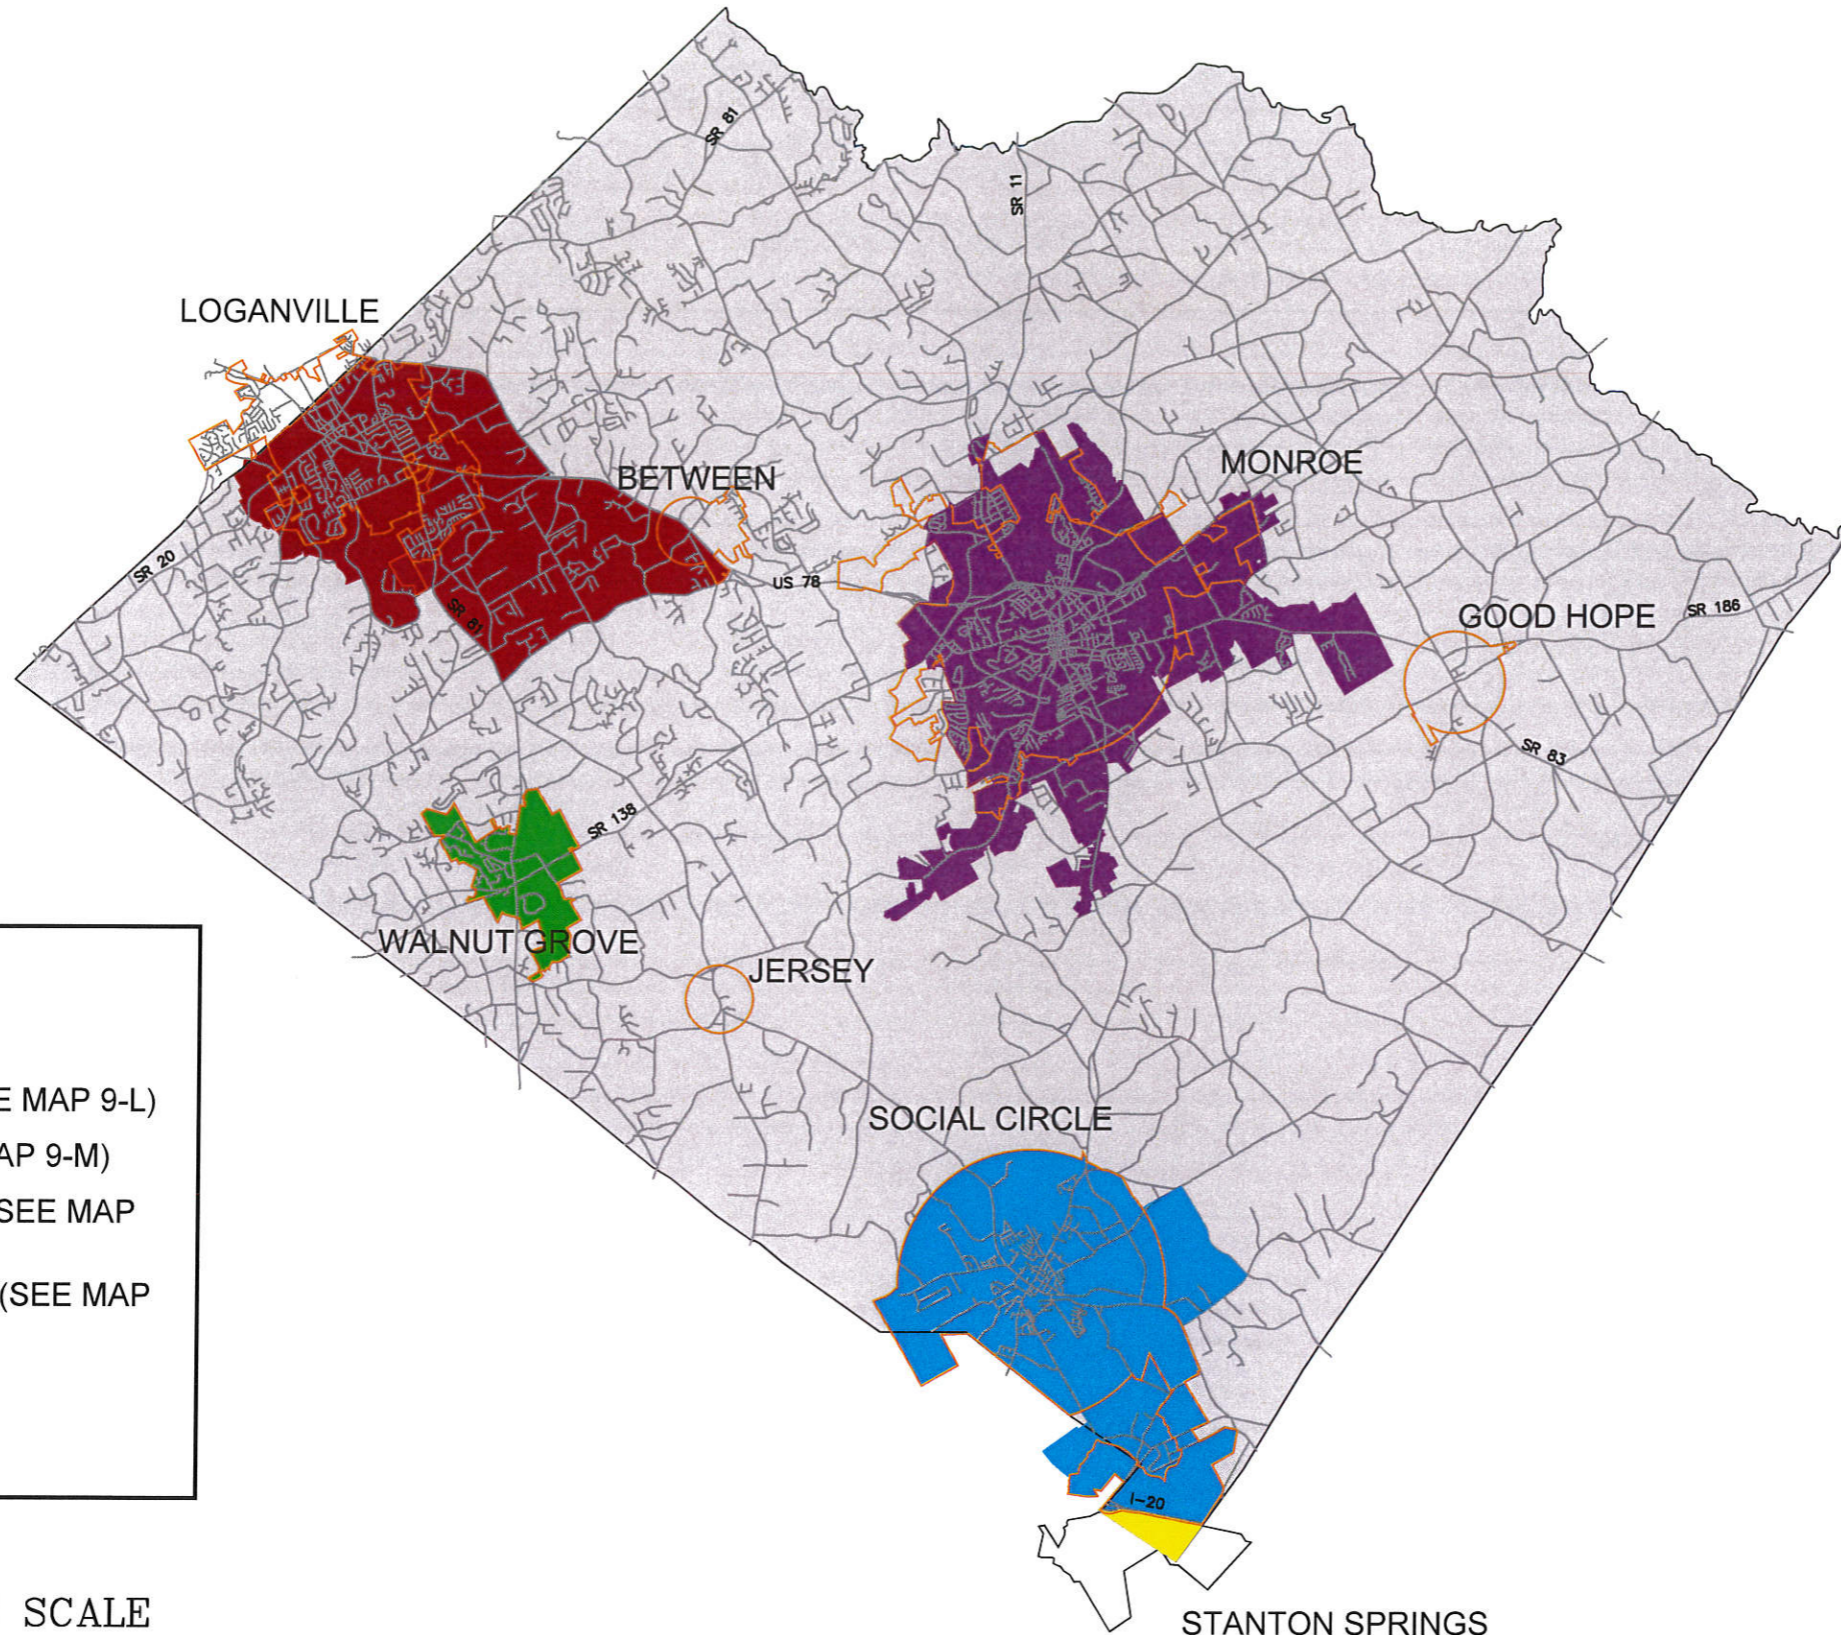 SR 81
SR 11
LOGANVILLE
BETWEEN
MONROE
SR 20
US 78
SR 81
GOOD HOPE
SR 186
SR 83
SR 138
WALNUT GROVE
JERSEY
E MAP 9-L)
AP 9-M)
SEE MAP
(SEE MAP
SOCIAL CIRCLE
I-20
SCALE
STANTON SPRINGS